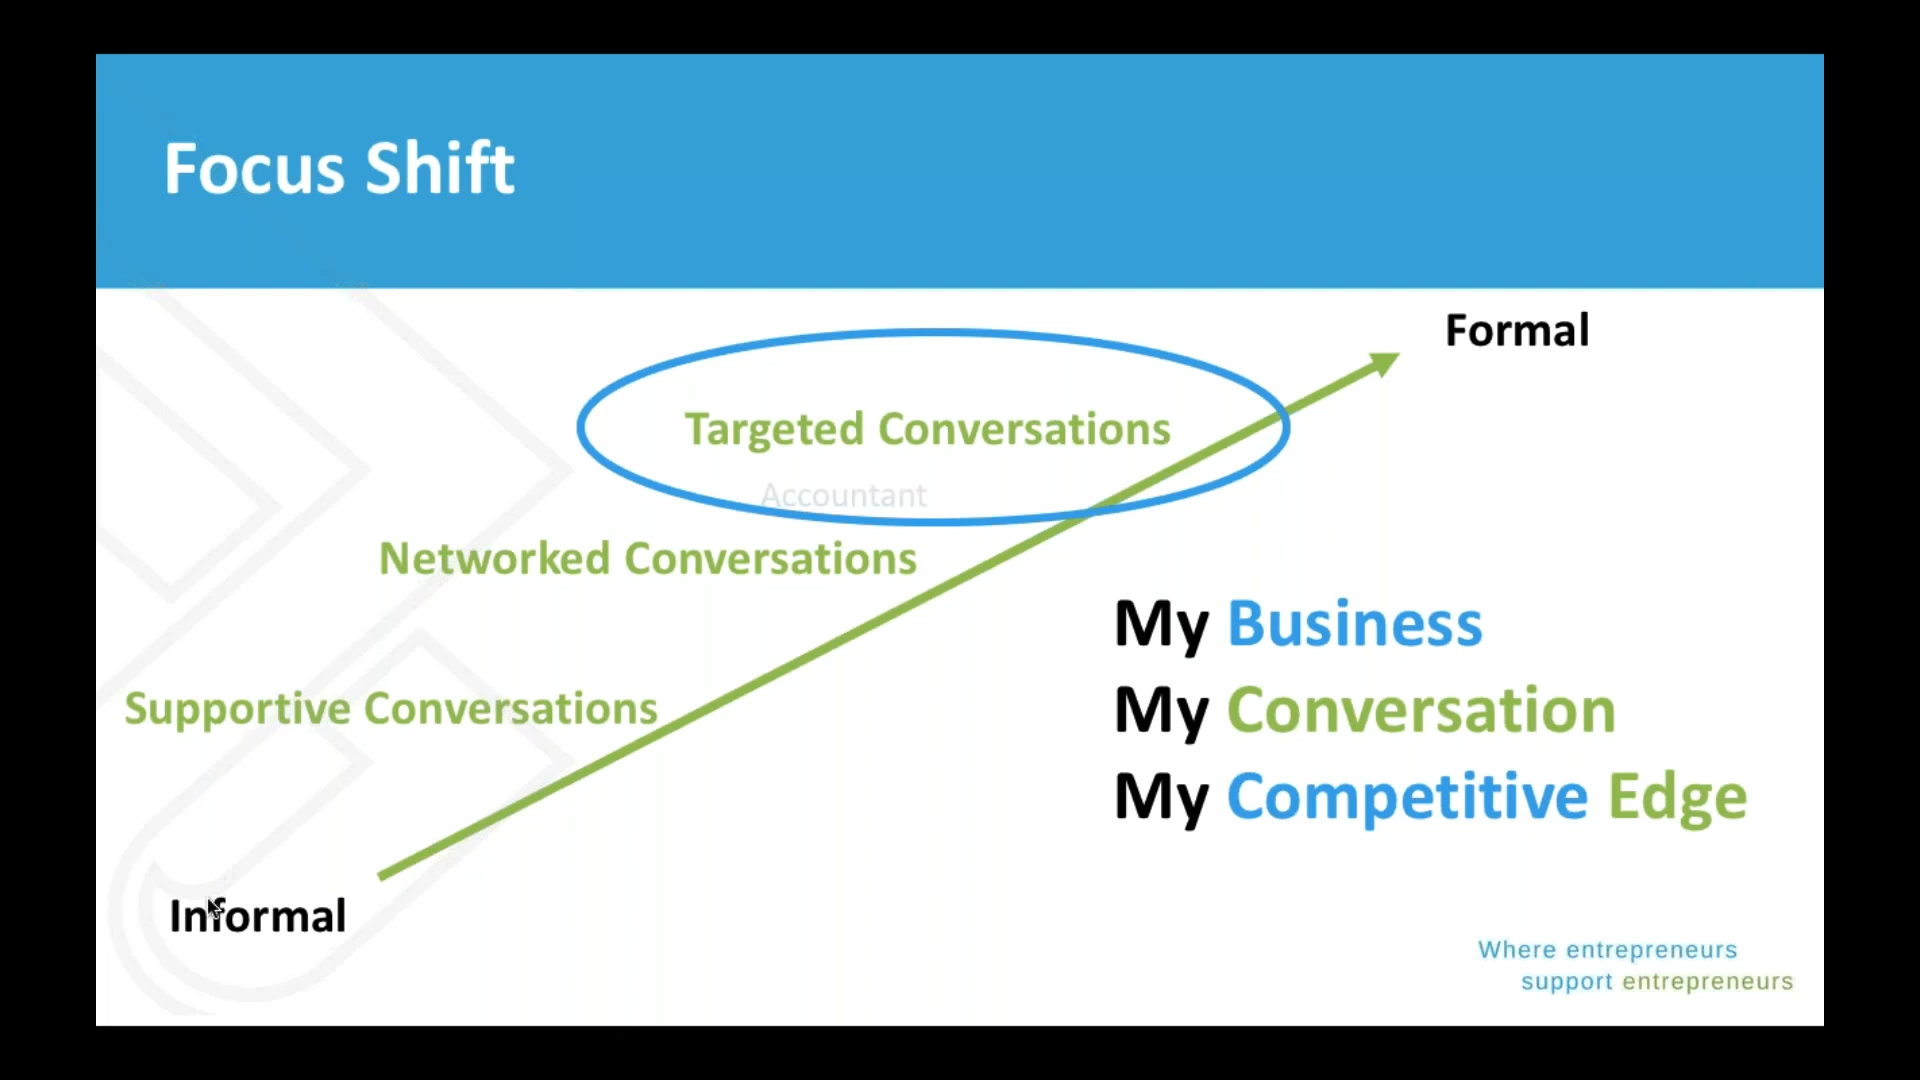 Focus Shift
Formal
Targeted Conversations
Accountant
Networked Conversations
My Business
Supportive Conversations
My Conversation
My Competitive Edge
Informal
Where entrepreneurs
support entrepreneurs